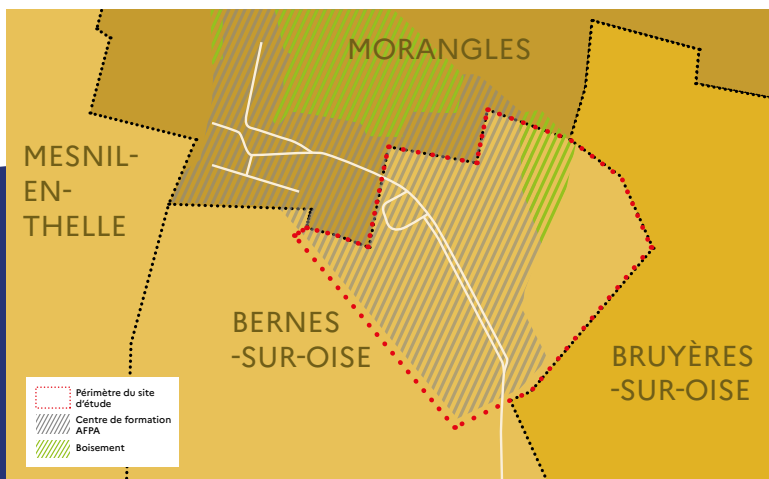 MORANGLES
MESNIL-
EN-
THELLE
BERNES
-SUR-OISE
BRUYÈRES
-SUR-OISE
Périmètre du site
d'étude
Centre de formation
AFPA
Boisement